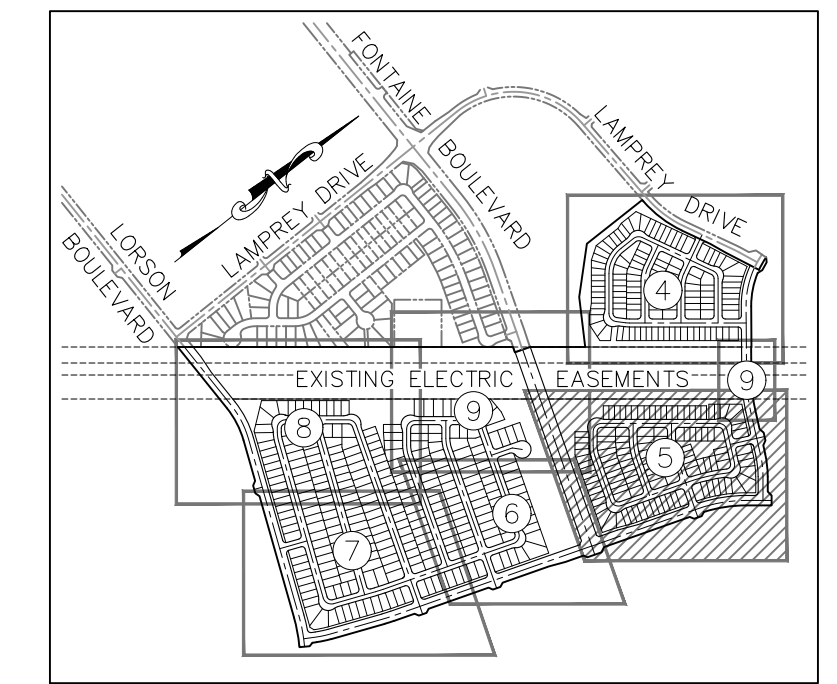 FONTAINE
BOULEVARD
LAMPREY DRIVE
LAMPREY DRIVE
LORSON
BOULEVARD
4
EXISTING ELECTRIC EASEMENTS
9
8
9
5
6
7